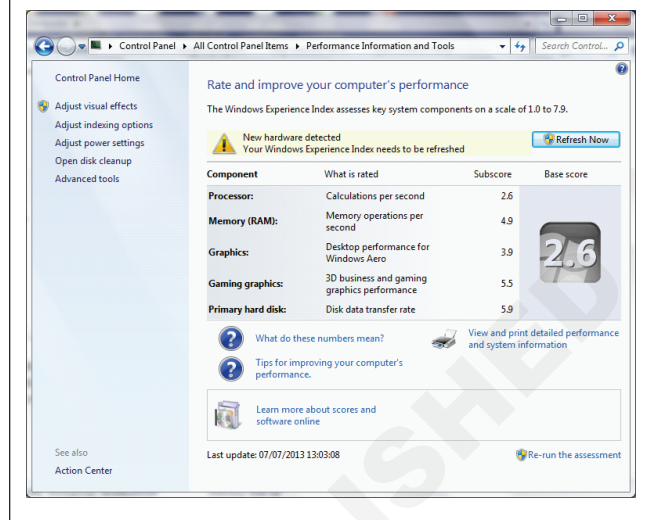 Control Panel ▸ All Control Panel Items ▸ Performance Information and Tools
Search Control...
Control Panel Home
Adjust visual effects
Adjust indexing options
Adjust power settings
Open disk cleanup
Advanced tools
Rate and improve your computer's performance
The Windows Experience Index assesses key system components on a scale of 1.0 to 7.9.
New hardware detected
Your Windows Experience Index needs to be refreshed
Refresh Now
Component What is rated Subscore Base score
Processor: Calculations per second 2.6
Memory (RAM): Memory operations per second 4.9
Graphics: Desktop performance for Windows Aero 3.9
Gaming graphics: 3D business and gaming graphics performance 5.5
Primary hard disk: Disk data transfer rate 5.9
2.6
What do these numbers mean?
View and print detailed performance
and system information
Tips for improving your computer's
performance.
Learn more about scores and
software online
Last update: 07/07/2013 13:03:08
Re-run the assessment
See also
Action Center
ISHED